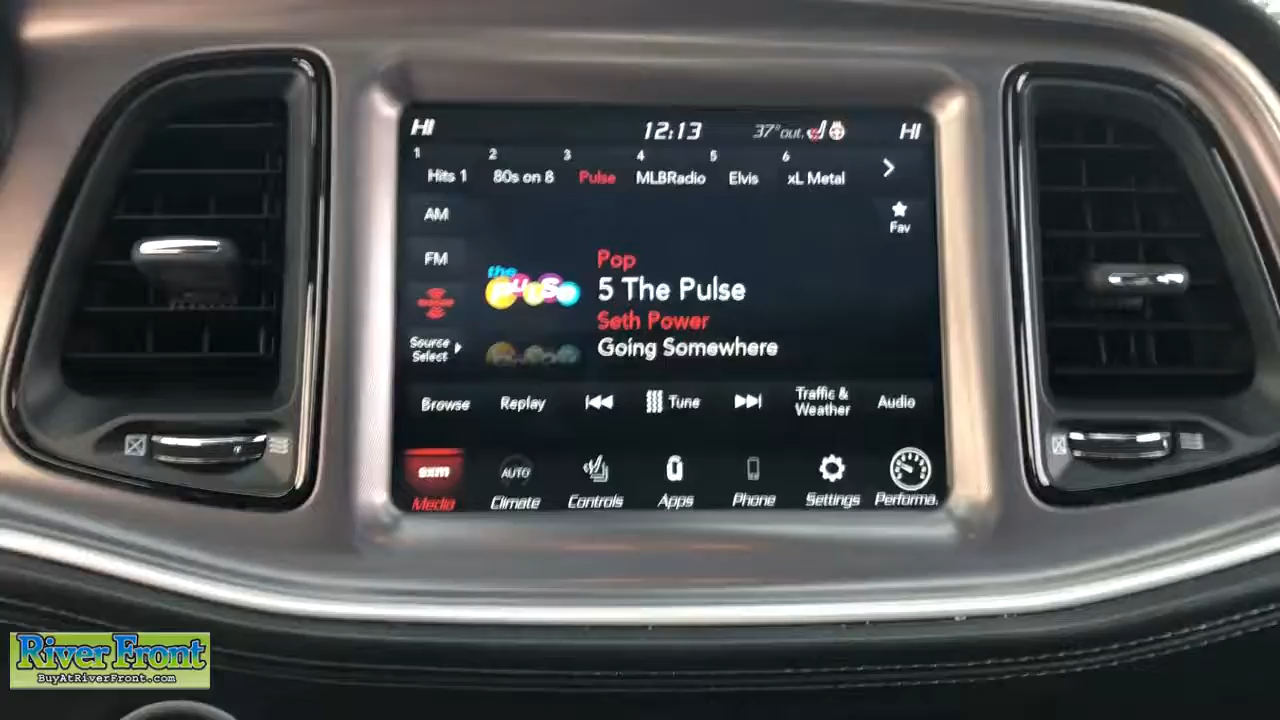 HI 12:13 37°out. HI
1 2 3 4 5 6
Hits 1 80s on 8 Pulse MLBRadio Elvis xL Metal
AM
Fav
FM
Pop
the
pulse
5 The Pulse
Seth Power
Source
Select
Going Somewhere
Browse Replay Tune Traffic &
Weather Audio
sxm AUTO
Media Climate Controls Apps Phone Settings Performa.
River Front
BuyAtRiverFront.com